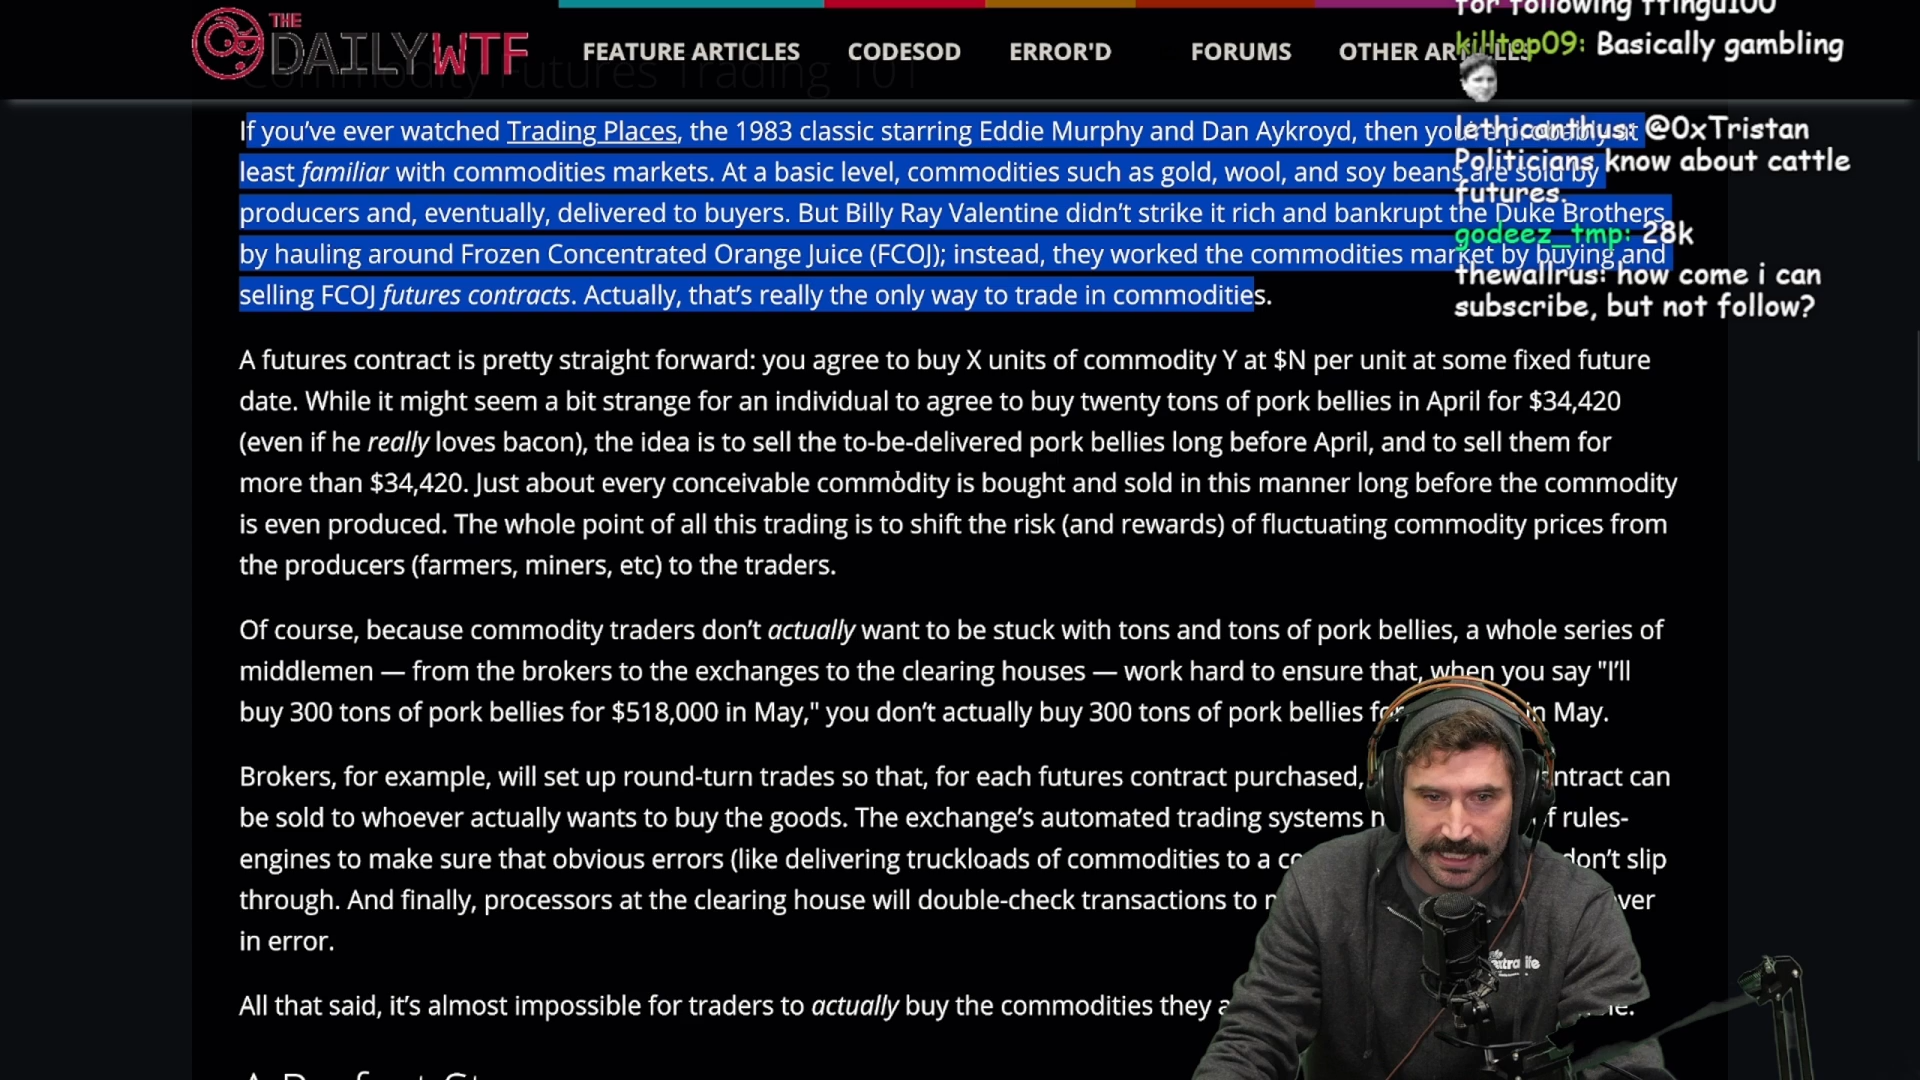 THE
DAILYWTF
FEATURE ARTICLES CODESOD ERROR'D FORUMS OTHER
Commodity Futures Trading 101
If you’ve ever watched Trading Places, the 1983 classic starring Eddie Murphy and Dan Aykroyd, then you’re probably at
least familiar with commodities markets. At a basic level, commodities such as gold, wool, and soy beans are sold by
producers and, eventually, delivered to buyers. But Billy Ray Valentine didn’t strike it rich and bankrupt the Duke Brothers
by hauling around Frozen Concentrated Orange Juice (FCOJ); instead, they worked the commodities market by buying and
selling FCOJ futures contracts. Actually, that’s really the only way to trade in commodities.
A futures contract is pretty straight forward: you agree to buy X units of commodity Y at $N per unit at some fixed future
date. While it might seem a bit strange for an individual to agree to buy twenty tons of pork bellies in April for $34,420
(even if he really loves bacon), the idea is to sell the to-be-delivered pork bellies long before April, and to sell them for
more than $34,420. Just about every conceivable commodity is bought and sold in this manner long before the commodity
is even produced. The whole point of all this trading is to shift the risk (and rewards) of fluctuating commodity prices from
the producers (farmers, miners, etc) to the traders.
Of course, because commodity traders don’t actually want to be stuck with tons and tons of pork bellies, a whole series of
middlemen — from the brokers to the exchanges to the clearing houses — work hard to ensure that, when you say "I’ll
buy 300 tons of pork bellies for $518,000 in May," you don’t actually buy 300 tons of pork bellies for in May.
Brokers, for example, will set up round-turn trades so that, for each futures contract purchased, contract can
be sold to whoever actually wants to buy the goods. The exchange’s automated trading systems of rules-
engines to make sure that obvious errors (like delivering truckloads of commodities to a don’t slip
through. And finally, processors at the clearing house will double-check transactions to
in error.
All that said, it’s almost impossible for traders to actually buy the commodities they
for following
killtop09: Basically gambling
lethicanthus: @0xTristan
Politicians know about cattle
futures.
godeez_tmp: 28k
thewallrus: how come i can
subscribe, but not follow?